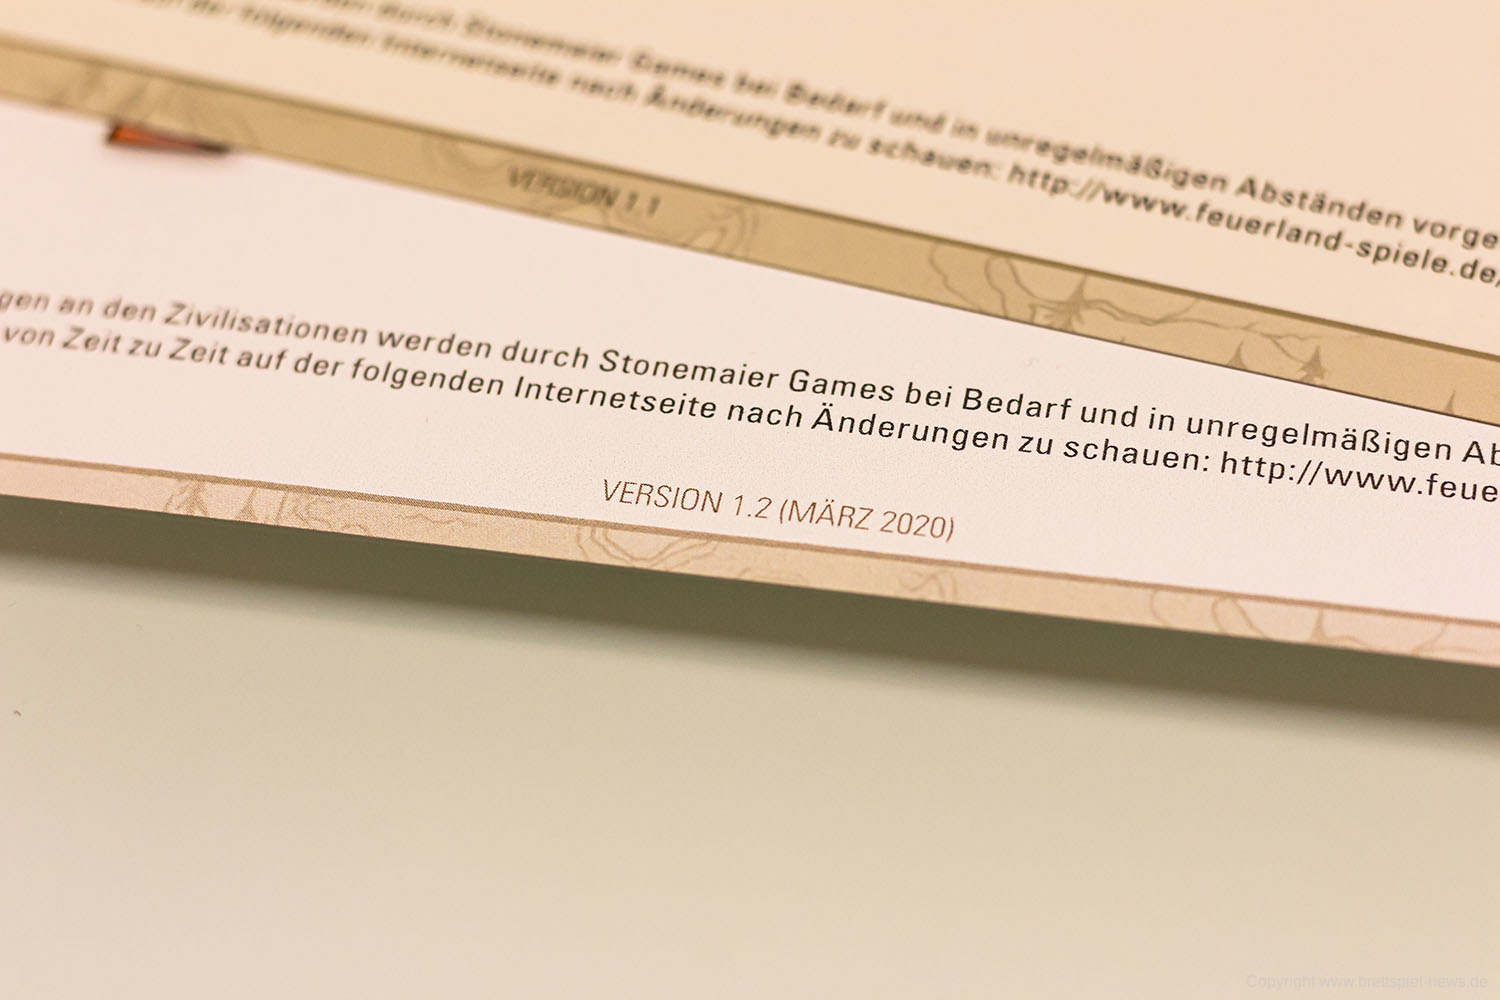 durch Stonemaier Games bei Bedarf und in unregelmäßigen Abständen vorge
der folgenden Internetseite nach Änderungen zu schauen: http://www.feuerland-spiele.de/
VERSION 1.1
gen an den Zivilisationen werden durch Stonemaier Games bei Bedarf und in unregelmäßigen Ab
von Zeit zu Zeit auf der folgenden Internetseite nach Änderungen zu schauen: http://www.feue
VERSION 1.2 (MÄRZ 2020)
Copyright www.brettspiel-news.de